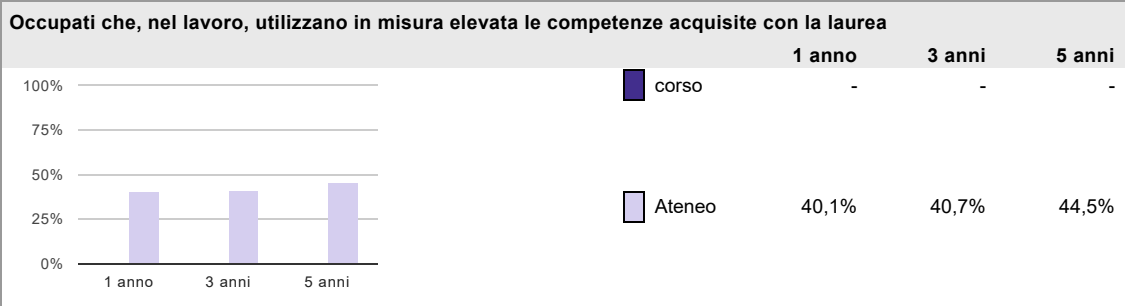 Occupati che, nel lavoro, utilizzano in misura elevata le competenze acquisite con la laurea
1 anno 3 anni 5 anni
corso - - -
Ateneo 40,1% 40,7% 44,5%
100%
75%
50%
25%
0%
1 anno 3 anni 5 anni